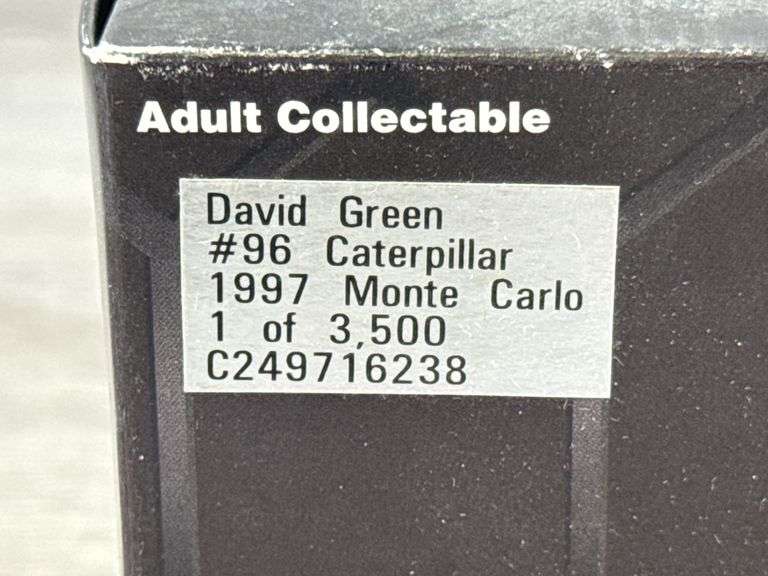 Adult Collectable
David Green
#96 Caterpillar
1997 Monte Carlo
1 of 3,500
C249716238